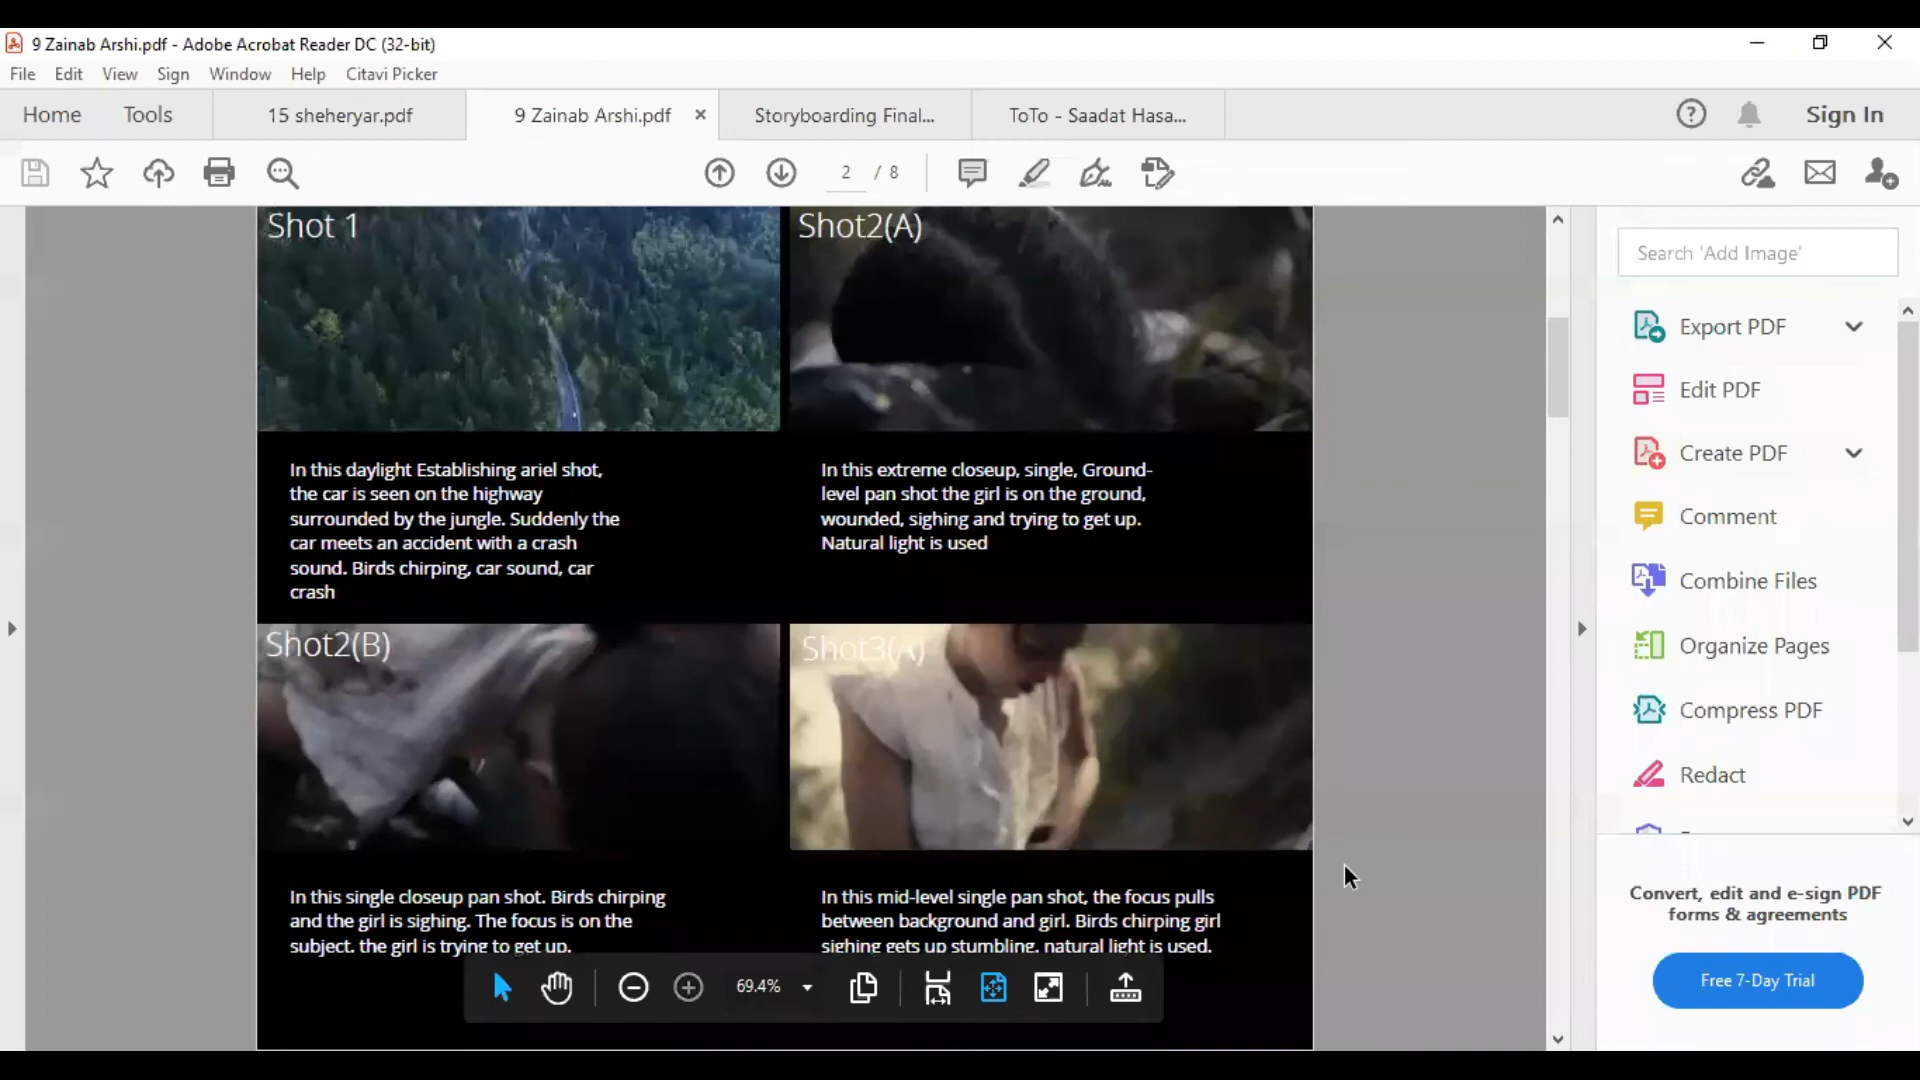 9 Zainab Arshi.pdf - Adobe Acrobat Reader DC (32-bit)
File Edit View Sign Window Help Citavi Picker
Home Tools 15 sheheryar.pdf 9 Zainab Arshi.pdf Storyboarding Final... ToTo - Saadat Hasa... Sign In
2 / 8
Shot 1
Shot2(A)
In this daylight Establishing ariel shot,
the car is seen on the highway
surrounded by the jungle. Suddenly the
car meets an accident with a crash
sound. Birds chirping, car sound, car
crash
In this extreme closeup, single, Ground-
level pan shot the girl is on the ground,
wounded, sighing and trying to get up.
Natural light is used
Shot2(B)
Shot3(A)
In this single closeup pan shot. Birds chirping
and the girl is sighing. The focus is on the
subject. the girl is trying to get up.
In this mid-level single pan shot, the focus pulls
between background and girl. Birds chirping girl
sighing gets up stumbling. natural light is used.
69.4%
Search 'Add Image'
Export PDF
Edit PDF
Create PDF
Comment
Combine Files
Organize Pages
Compress PDF
Redact
Convert, edit and e-sign PDF
forms & agreements
Free 7-Day Trial